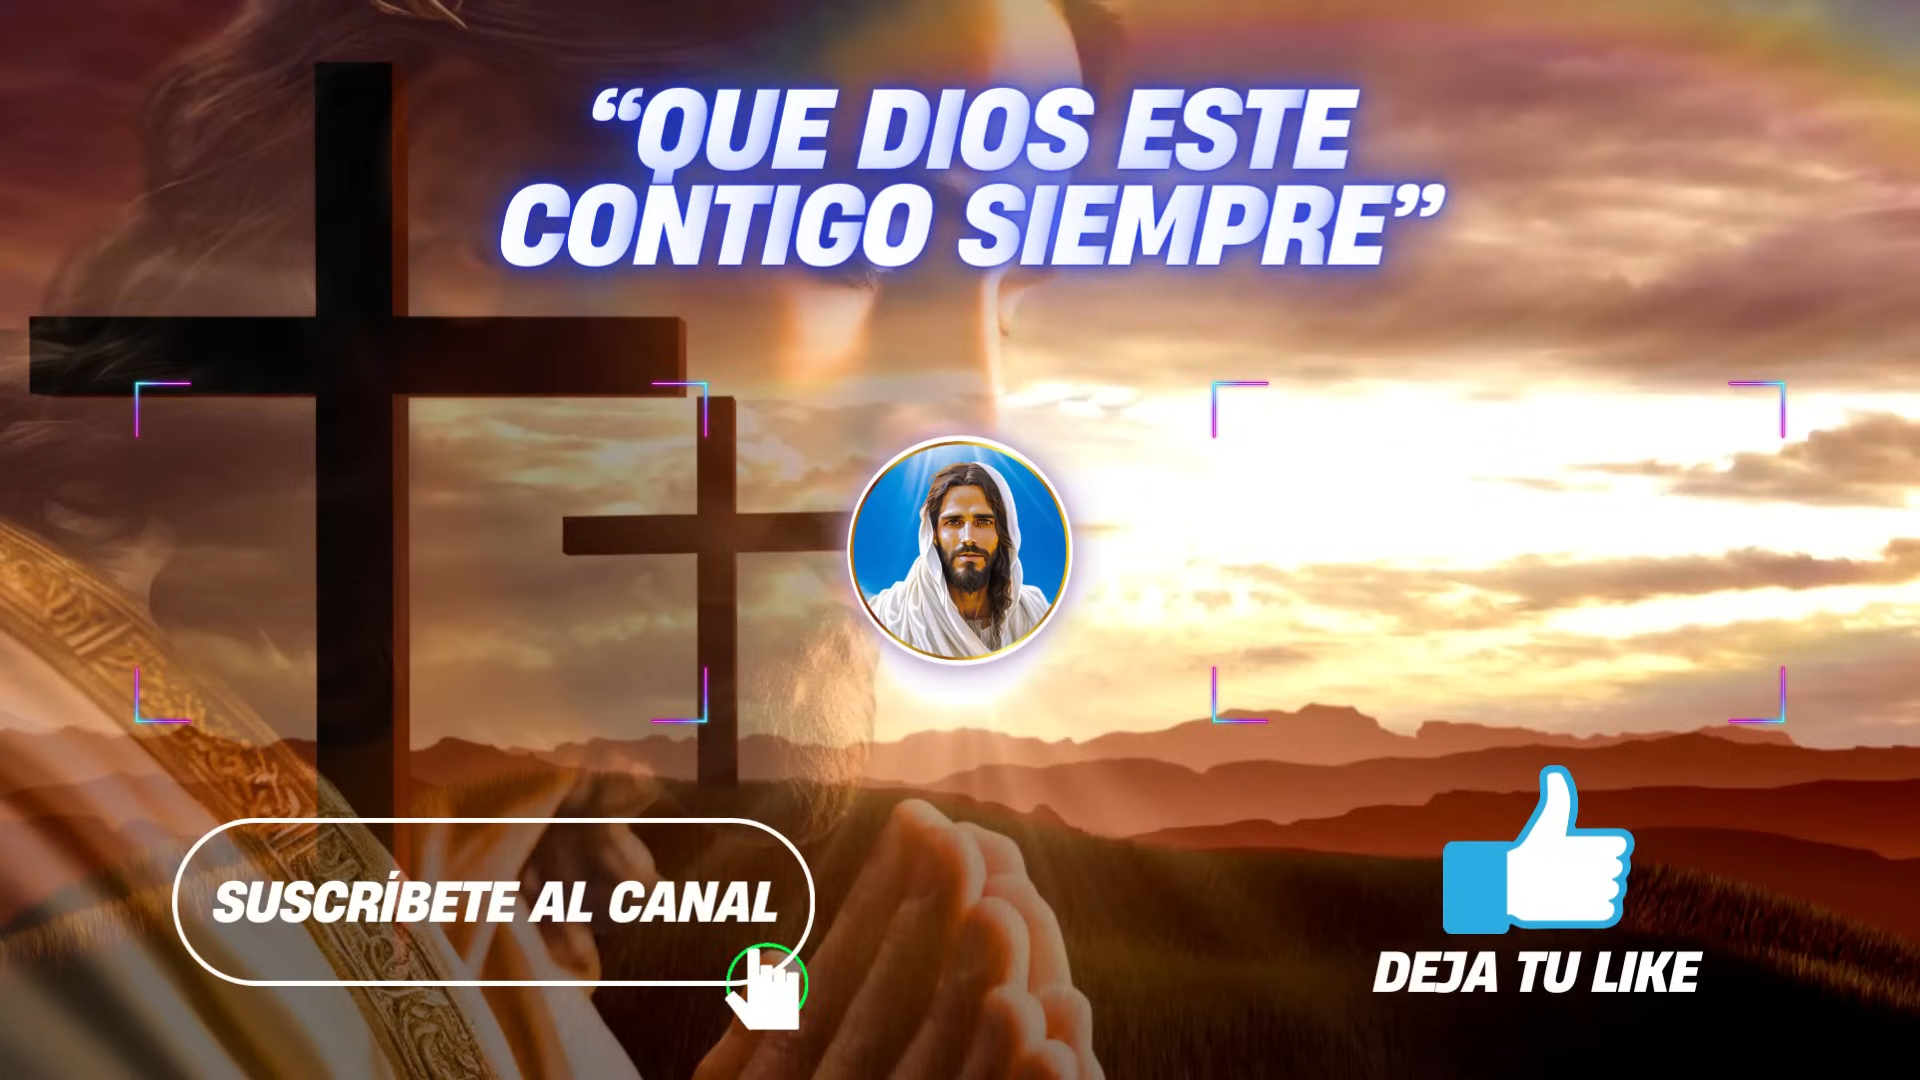 “QUE DIOS ESTE
CONTIGO SIEMPRE”
SUSCRÍBETE AL CANAL
DEJA TU LIKE